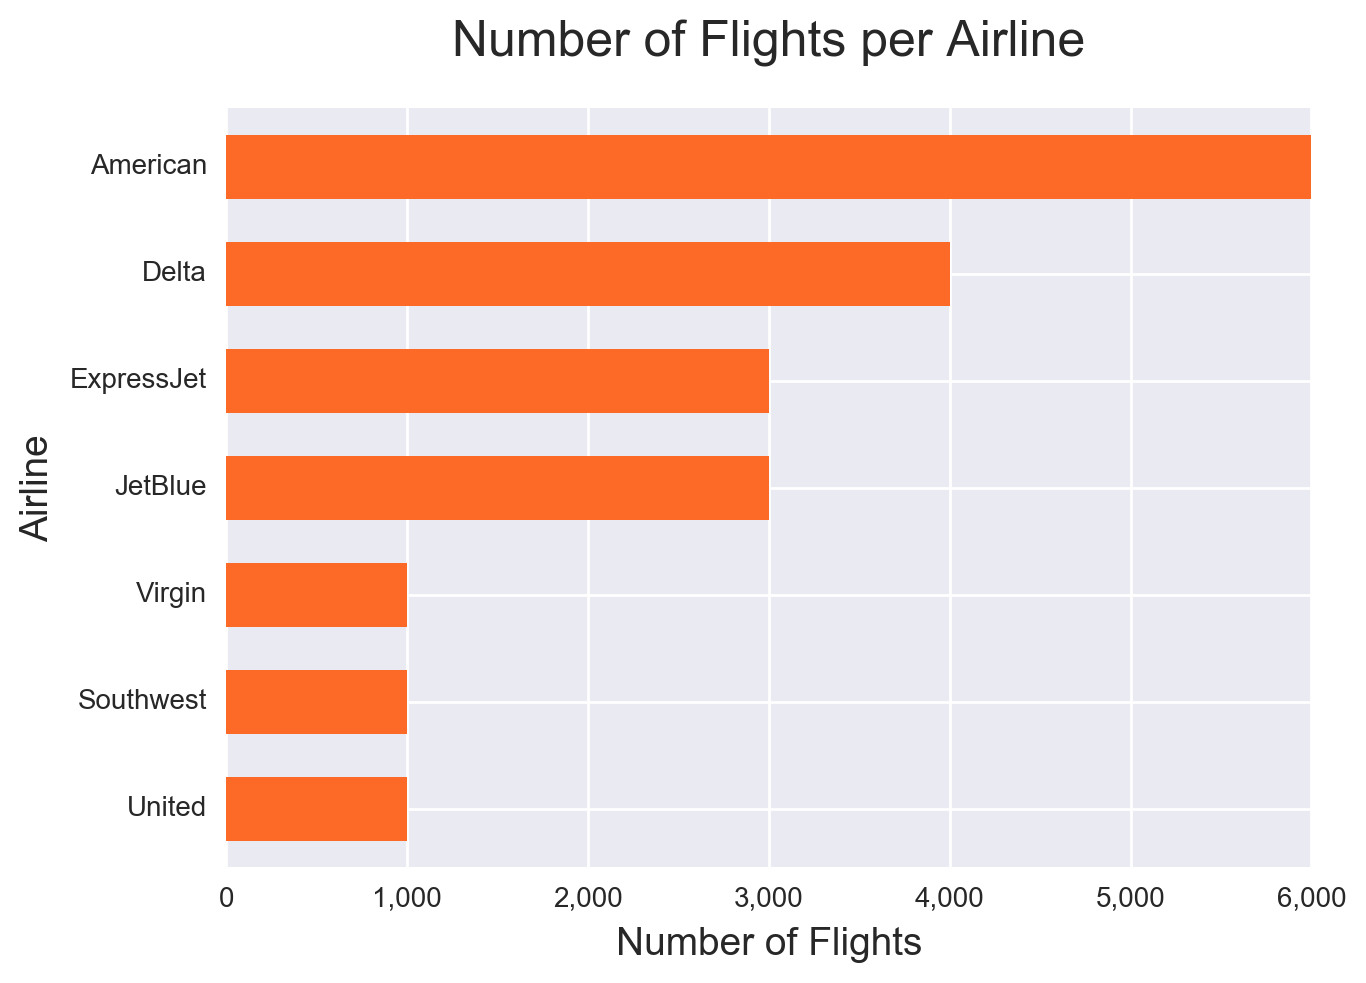 Number of Flights per Airline
American
Delta
ExpressJet
JetBlue
Virgin
Southwest
United
Airline
0 1,000 2,000 3,000 4,000 5,000 6,000
Number of Flights